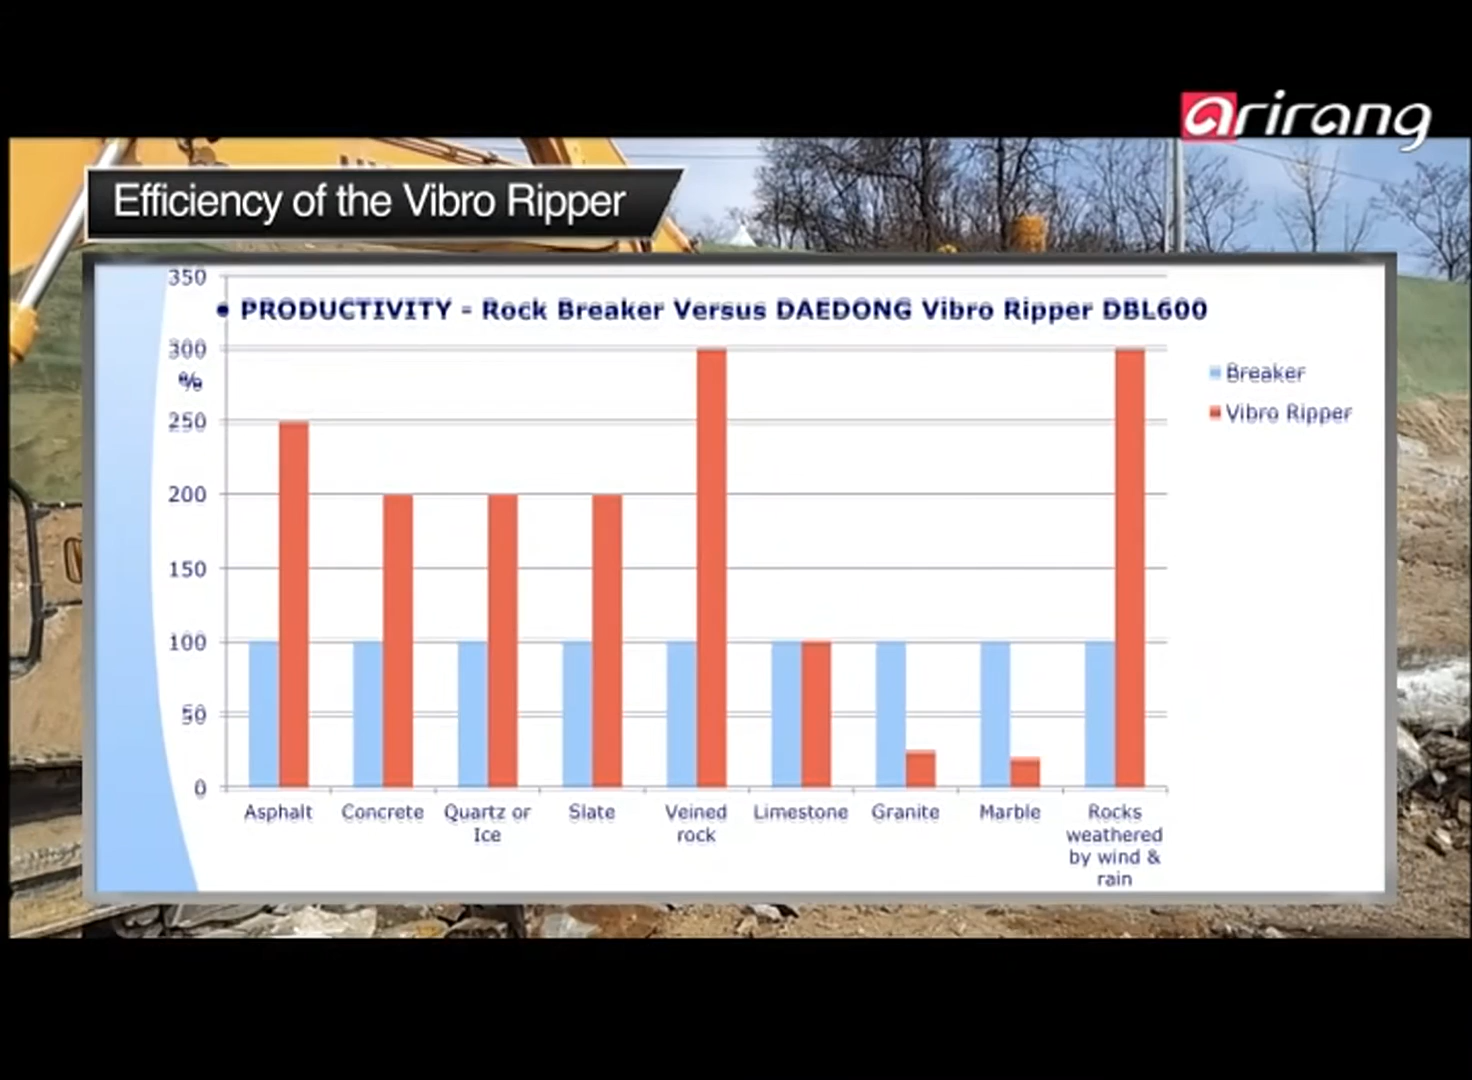 arirang
Efficiency of the Vibro Ripper
• PRODUCTIVITY - Rock Breaker Versus DAEDONG Vibro Ripper DBL600
350
300
%
250
200
150
100
50
0
Breaker
Vibro Ripper
Asphalt
Concrete
Quartz or
Ice
Slate
Veined
rock
Limestone
Granite
Marble
Rocks
weathered
by wind &
rain